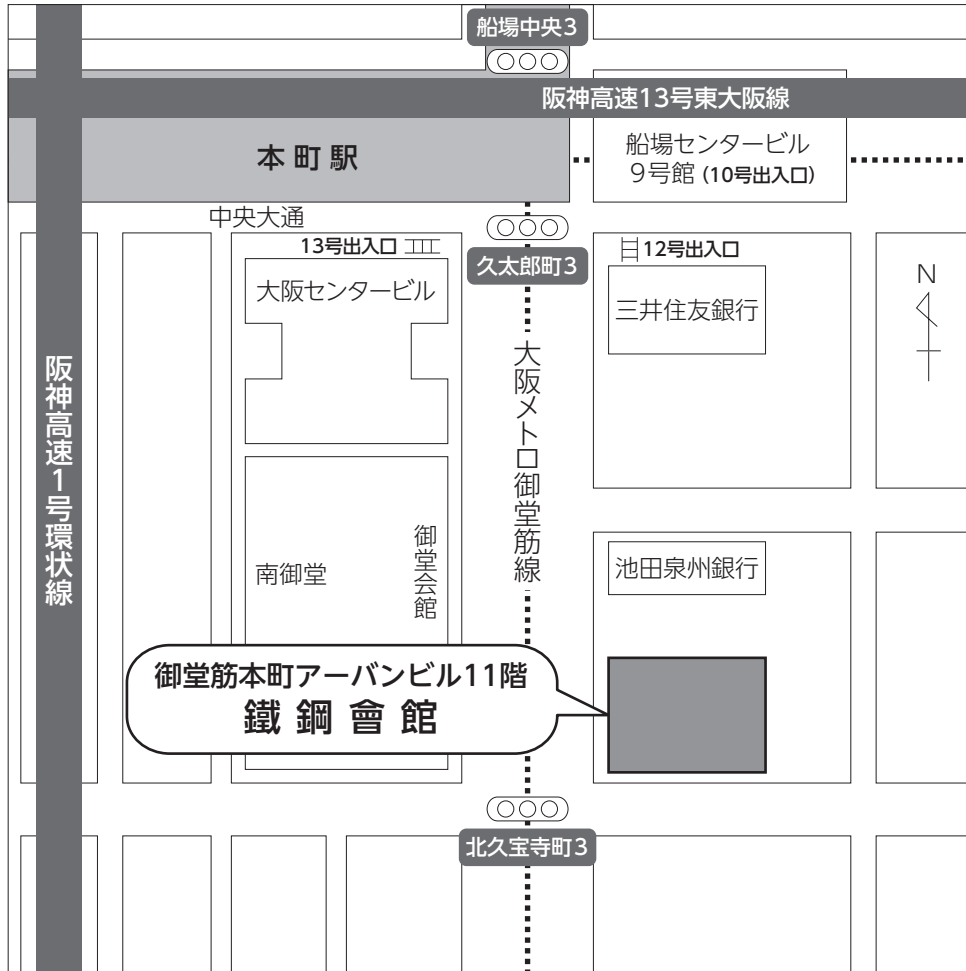 船場中央3
阪神高速13号東大阪線
本町駅
船場センタービル
9号館 (10号出入口)
中央大通
13号出入口
久太郎町3
12号出入口
大阪センタービル
三井住友銀行
N
阪神高速1号環状線
大阪メトロ御堂筋線
南御堂
御堂会館
池田泉州銀行
御堂筋本町アーバンビル11階
鐵鋼會館
北久宝寺町3